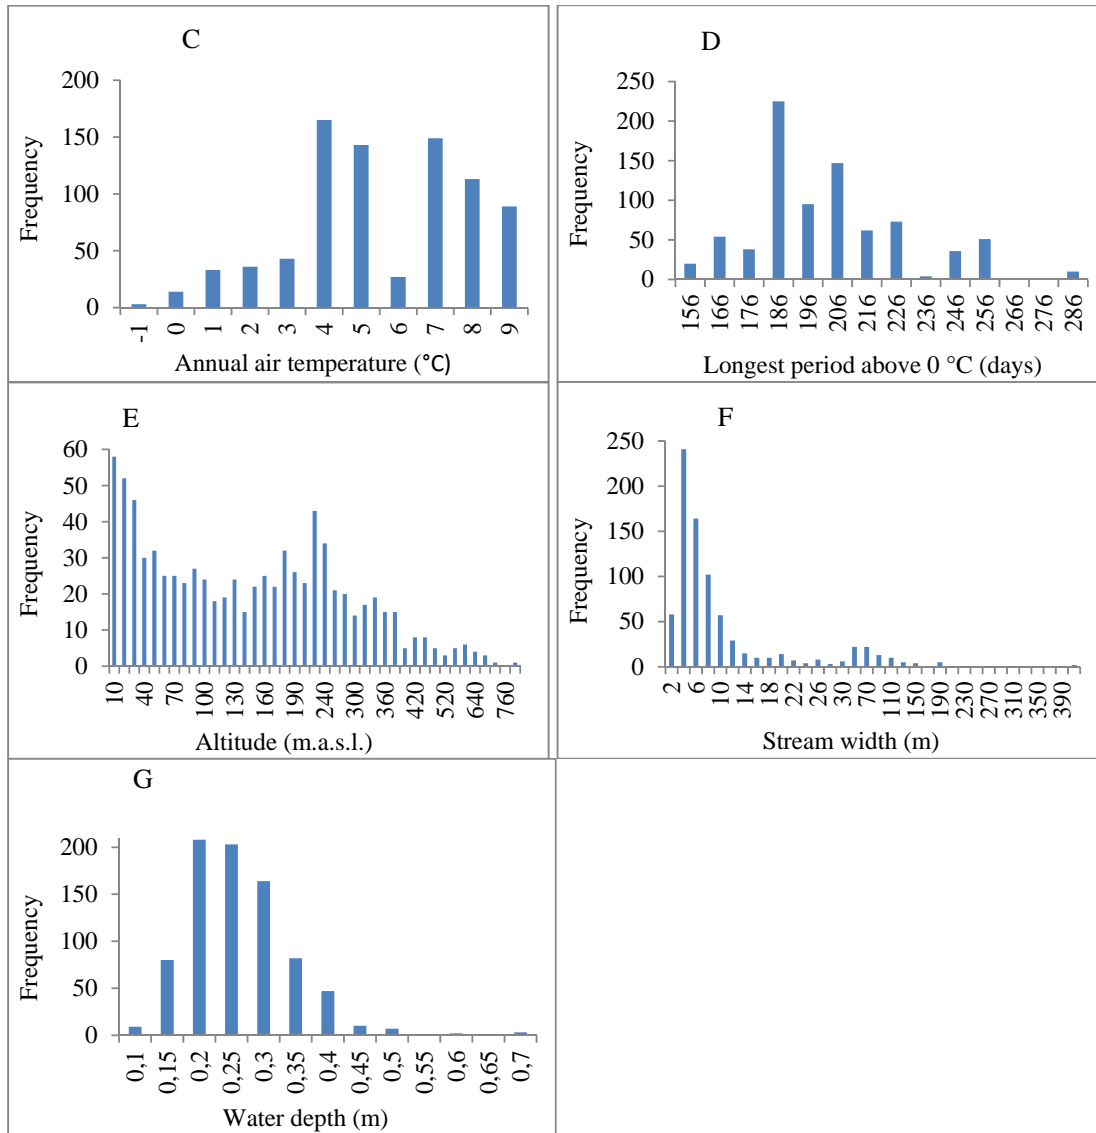 C
200
150
100
50
0
Frequency
-1 0 1 2 3 4 5 6 7 8 9
Annual air temperature (°C)
D
250
200
150
100
50
0
Frequency
156 166 176 186 196 206 216 226 236 246 256 266 276 286
Longest period above 0 °C (days)
E
60
50
40
30
20
10
0
Frequency
10 40 70 100 130 160 190 240 300 360 420 520 640 760
Altitude (m.a.s.l.)
F
250
200
150
100
50
0
Frequency
2 6 10 14 18 22 26 30 70 110 150 190 230 270 310 350 390
Stream width (m)
G
200
150
100
50
0
Frequency
0,1 0,15 0,2 0,25 0,3 0,35 0,4 0,45 0,5 0,55 0,6 0,65 0,7
Water depth (m)